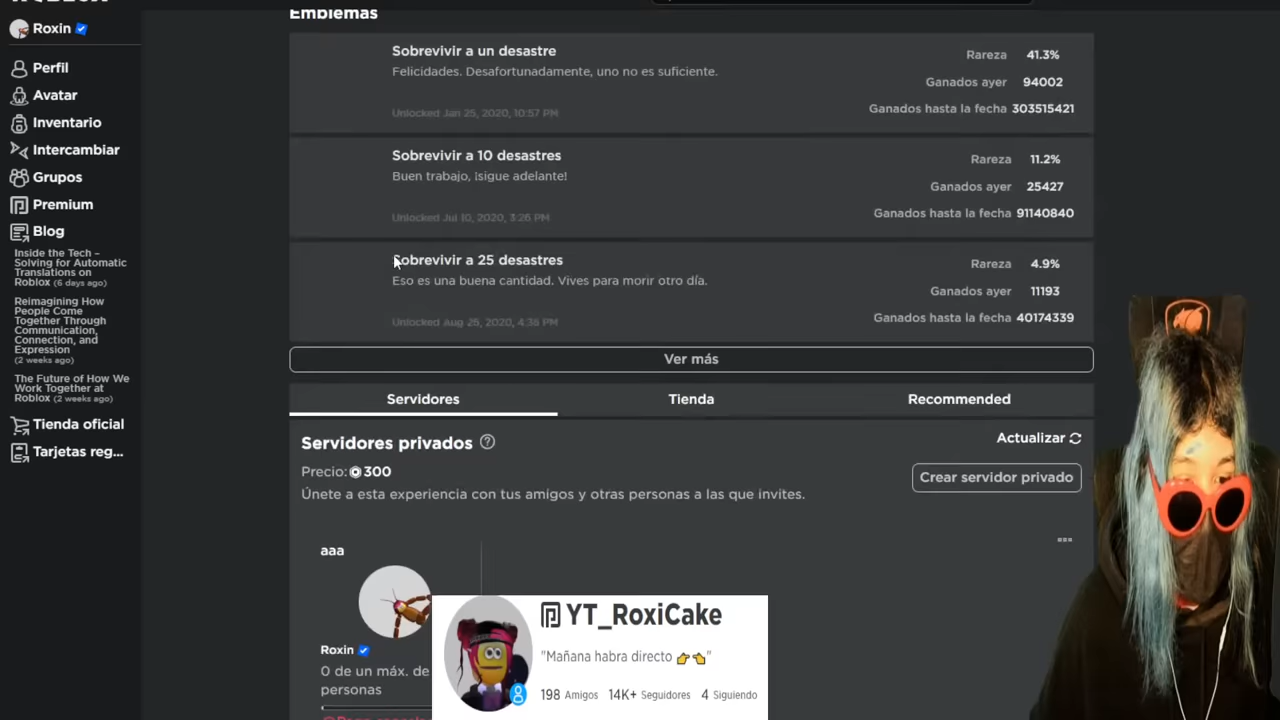 Roxin
Perfil
Avatar
Inventario
Intercambiar
Grupos
Premium
Blog
Inside the Tech –
Solving for Automatic
Translations on
Roblox (6 days ago)
Reimagining How
People Come
Together Through
Communication,
Connection, and
Expression
(2 weeks ago)
The Future of How We
Work Together at
Roblox (2 weeks ago)
Tienda oficial
Tarjetas reg...
Emblemas
Sobrevivir a un desastre
Felicidades. Desafortunadamente, uno no es suficiente.
Unlocked Jan 25, 2020, 10:57 PM
Rareza 41.3%
Ganados ayer 94002
Ganados hasta la fecha 303515421
Sobrevivir a 10 desastres
Buen trabajo, ¡sigue adelante!
Unlocked Jul 10, 2020, 3:26 PM
Rareza 11.2%
Ganados ayer 25427
Ganados hasta la fecha 91140840
Sobrevivir a 25 desastres
Eso es una buena cantidad. Vives para morir otro día.
Unlocked Aug 25, 2020, 4:36 PM
Rareza 4.9%
Ganados ayer 11193
Ganados hasta la fecha 40174339
Ver más
Servidores Tienda Recommended
Servidores privados
Actualizar
Precio: 300
Crear servidor privado
Únete a esta experiencia con tus amigos y otras personas a las que invites.
aaa
Roxin
0 de un máx. de
personas
YT_RoxiCake
"Mañana habra directo 👉👈"
198 Amigos 14K+ Seguidores 4 Siguiendo